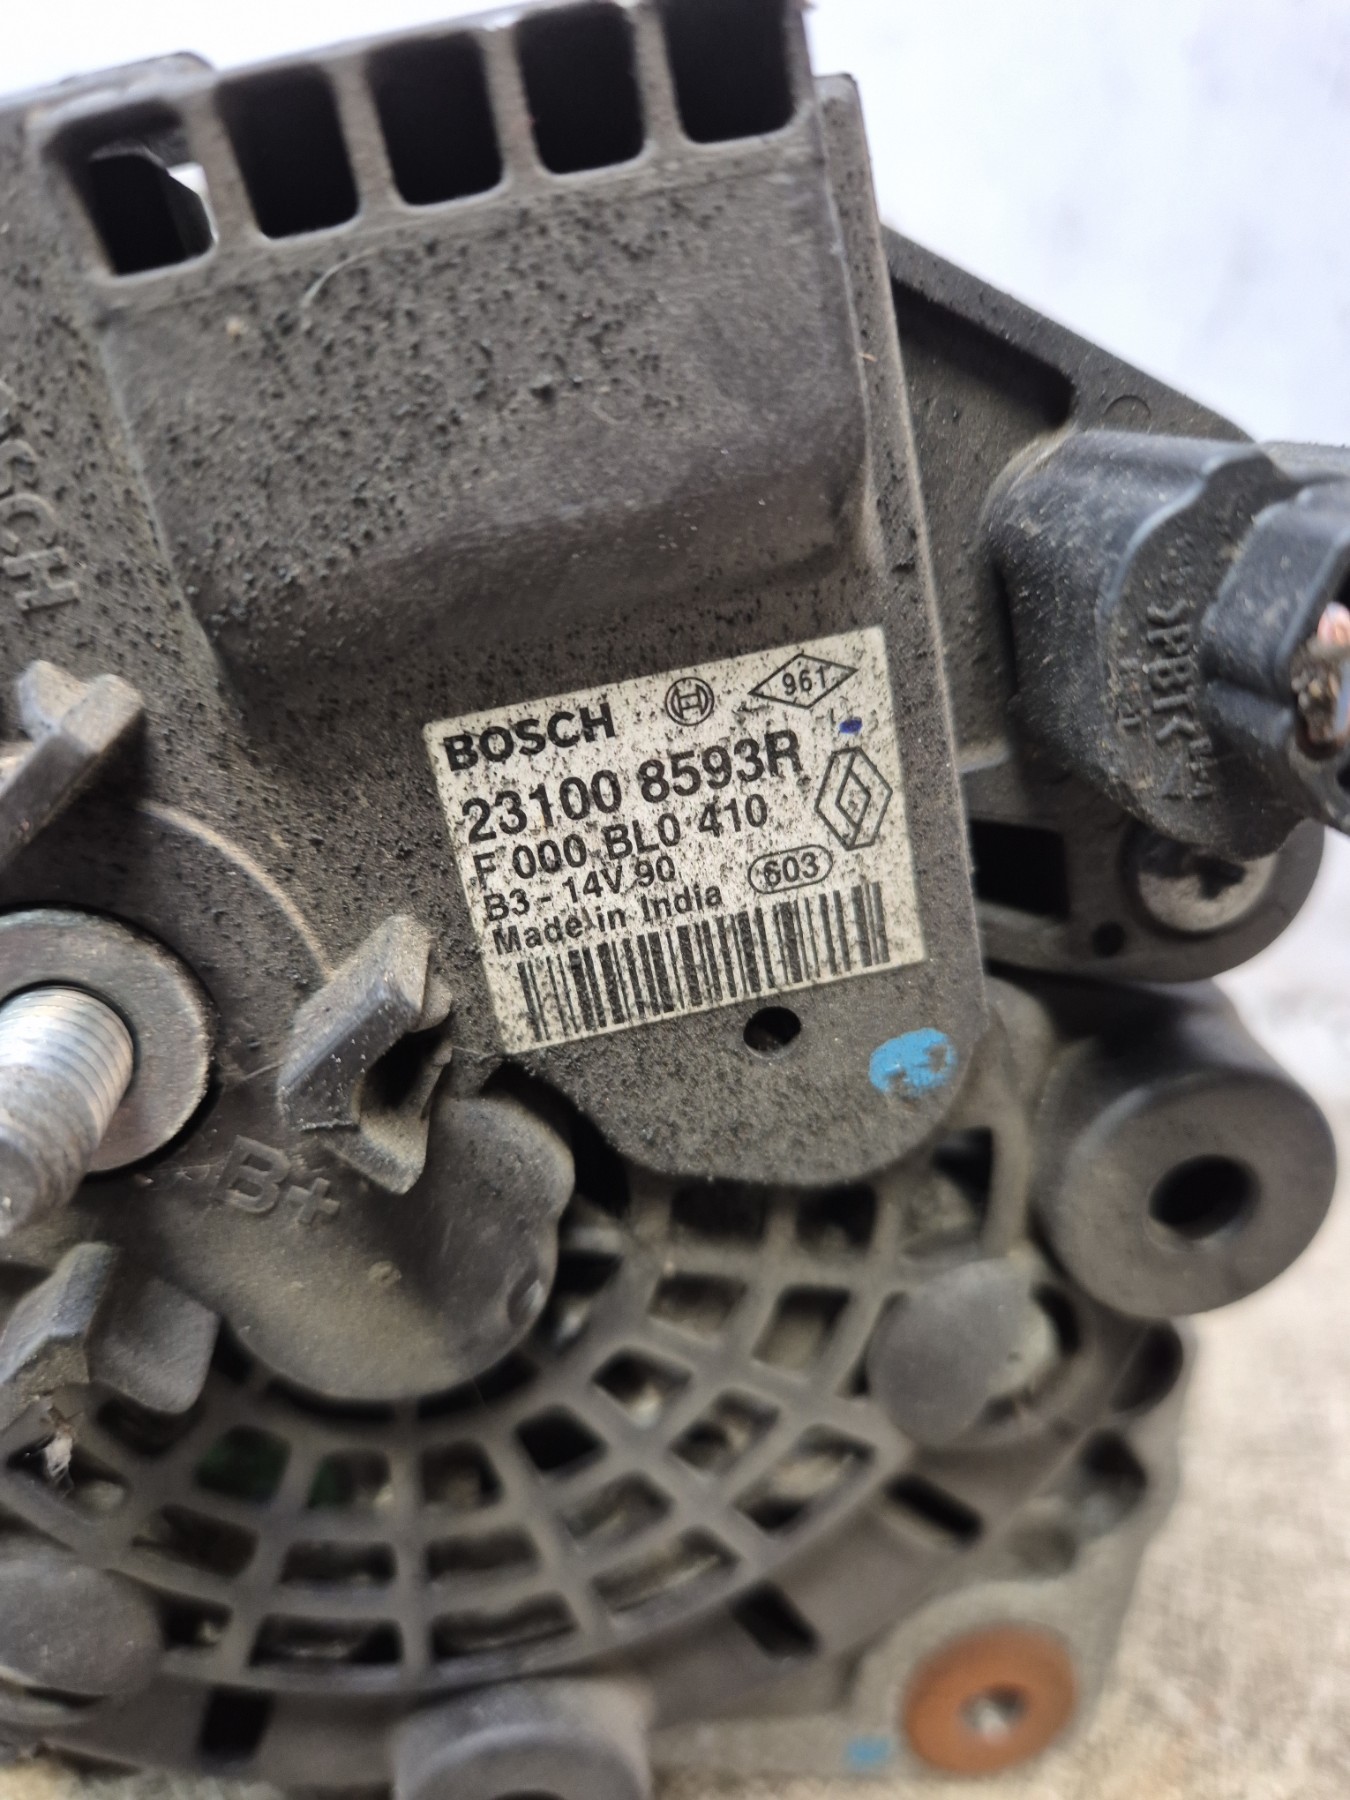 BOSCH 961
23100 8593R
F 000 BL0 410
B3 - 14V 90 603
Made in India
B+